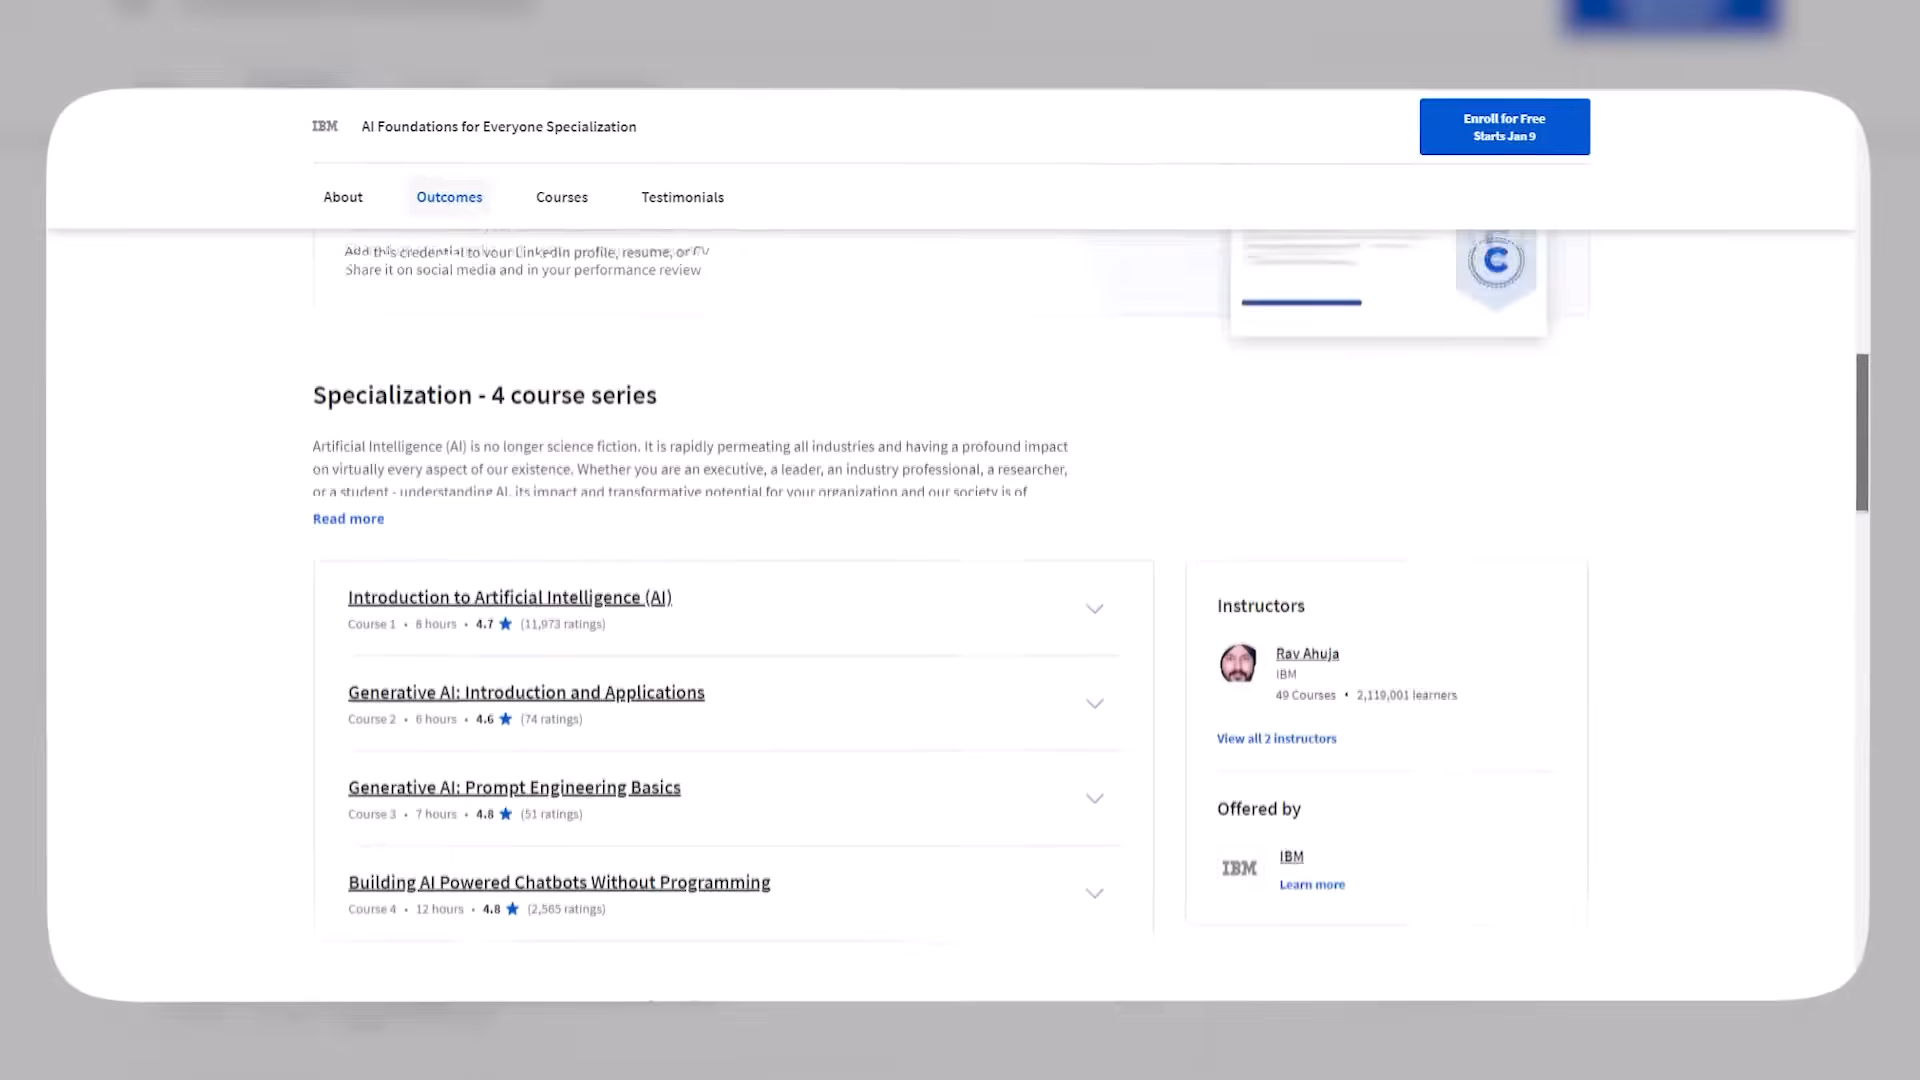 IBM AI Foundations for Everyone Specialization
Enroll for Free
Starts Jan 9
About Outcomes Courses Testimonials
Add this credential to your LinkedIn profile, resume, or CV
Share it on social media and in your performance review
C
Specialization - 4 course series
Artificial Intelligence (AI) is no longer science fiction. It is rapidly permeating all industries and having a profound impact
on virtually every aspect of our existence. Whether you are an executive, a leader, an industry professional, a researcher,
or a student - understanding AI, its impact and transformative potential for your organization and our society is of
Read more
Introduction to Artificial Intelligence (AI)
Course 1 • 8 hours • 4.7 ★ (11,973 ratings)
Generative AI: Introduction and Applications
Course 2 • 6 hours • 4.6 ★ (74 ratings)
Generative AI: Prompt Engineering Basics
Course 3 • 7 hours • 4.8 ★ (51 ratings)
Building AI Powered Chatbots Without Programming
Course 4 • 12 hours • 4.8 ★ (2,565 ratings)
Instructors
Rav Ahuja
IBM
49 Courses • 2,119,001 learners
View all 2 instructors
Offered by
IBM
IBM
Learn more